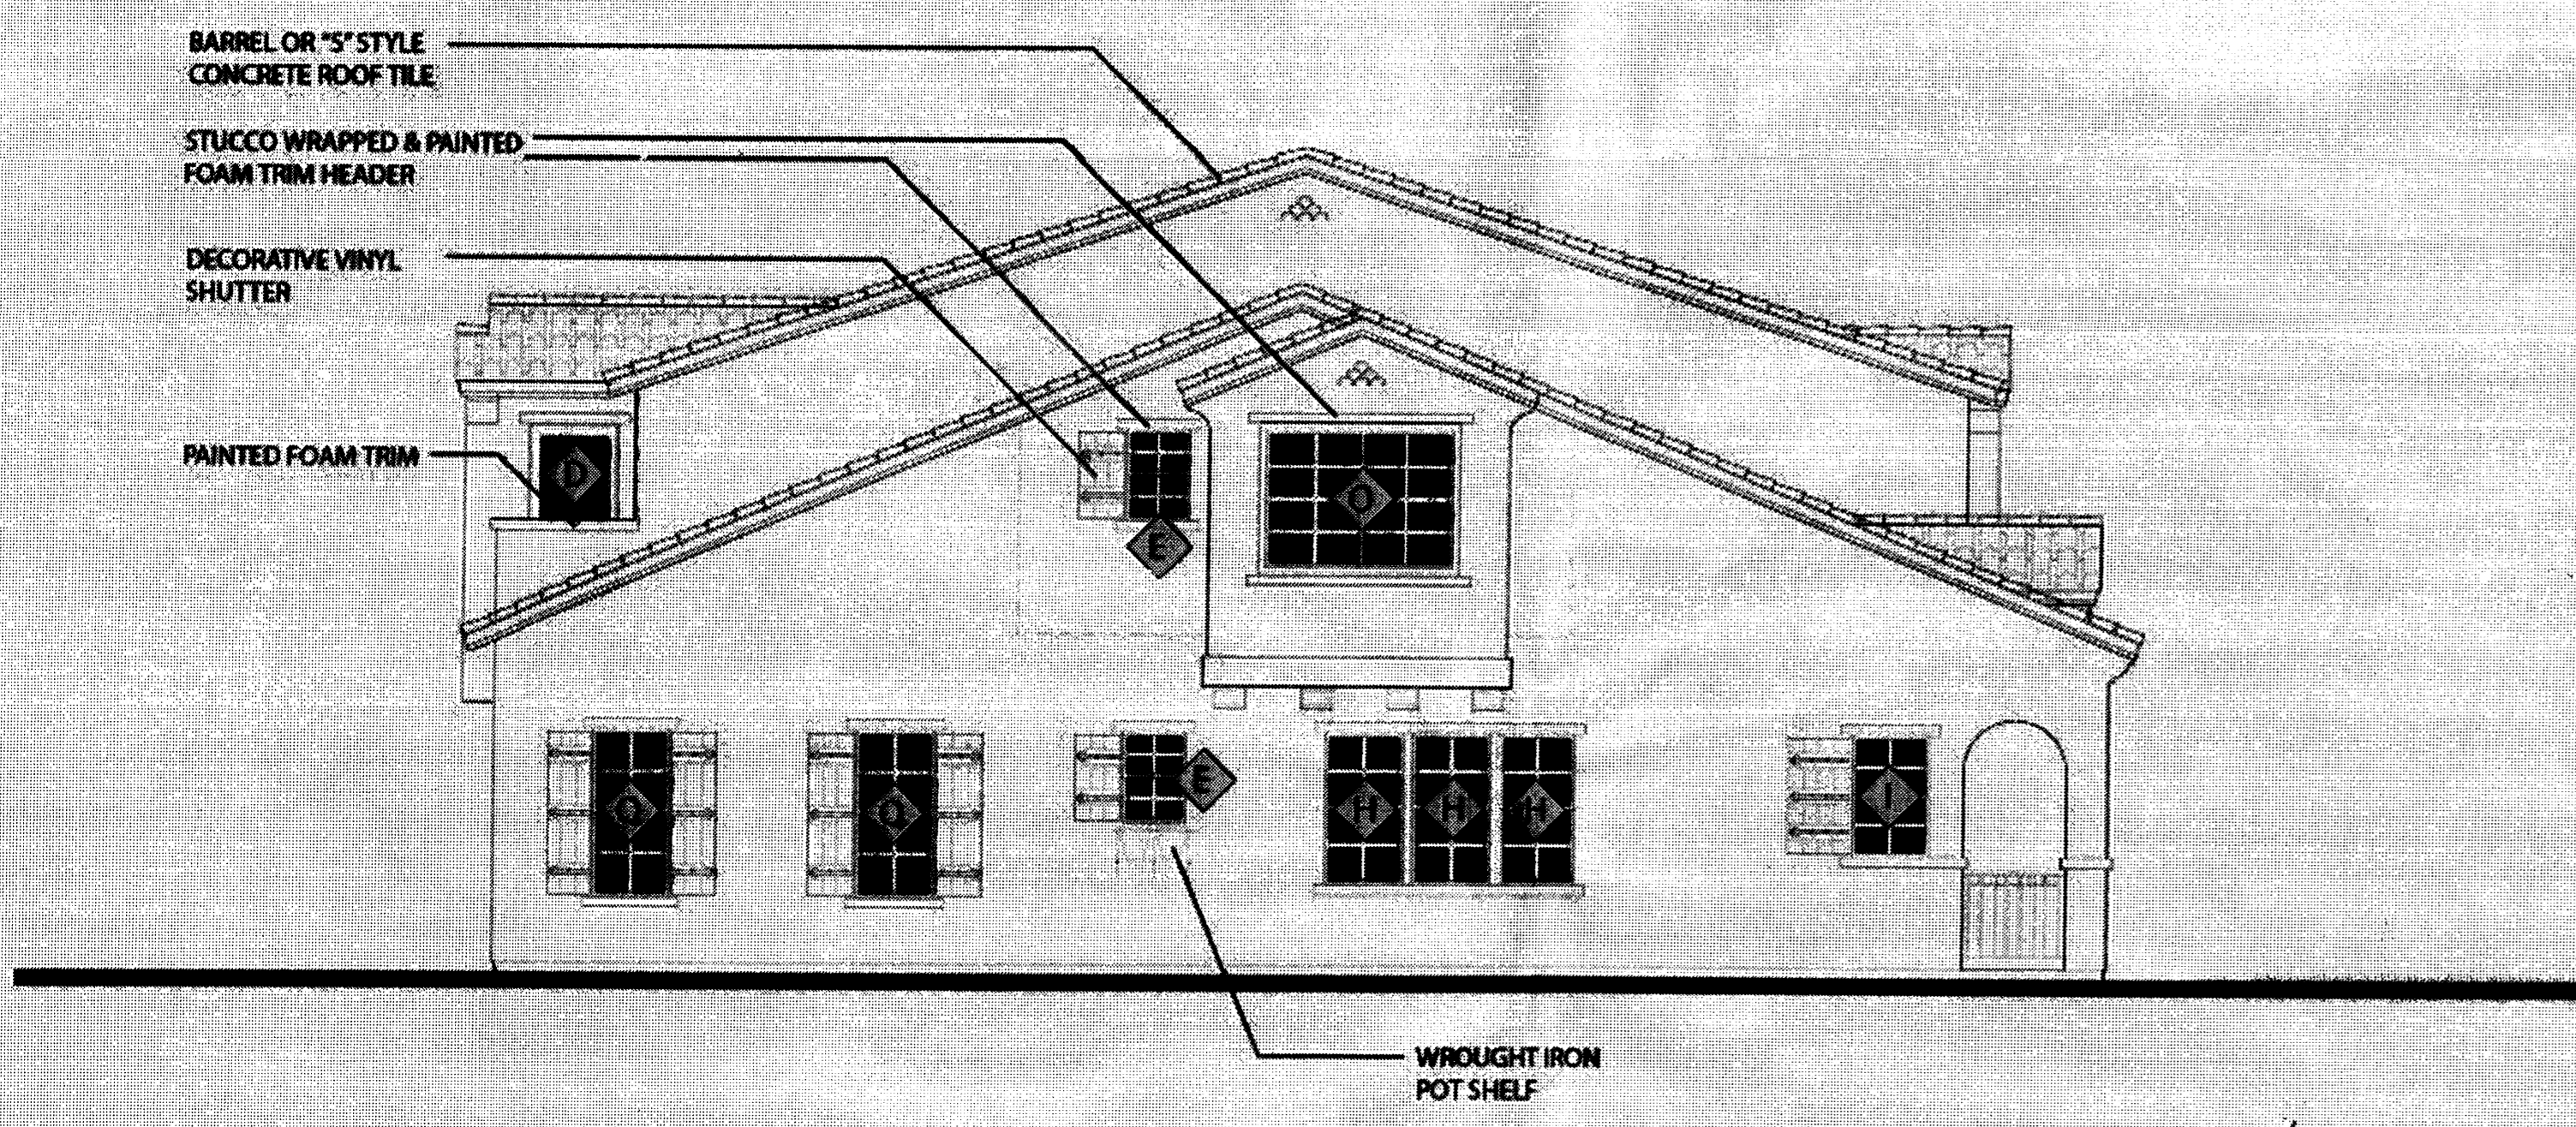 BARREL OR "S" STYLE
CONCRETE ROOF TILE
STUCCO WRAPPED & PAINTED
FOAM TRIM HEADER
DECORATIVE VINYL
SHUTTER
PAINTED FOAM TRIM
D
O
E
Q
Q
E
H H H
I
WROUGHT IRON
POT SHELF